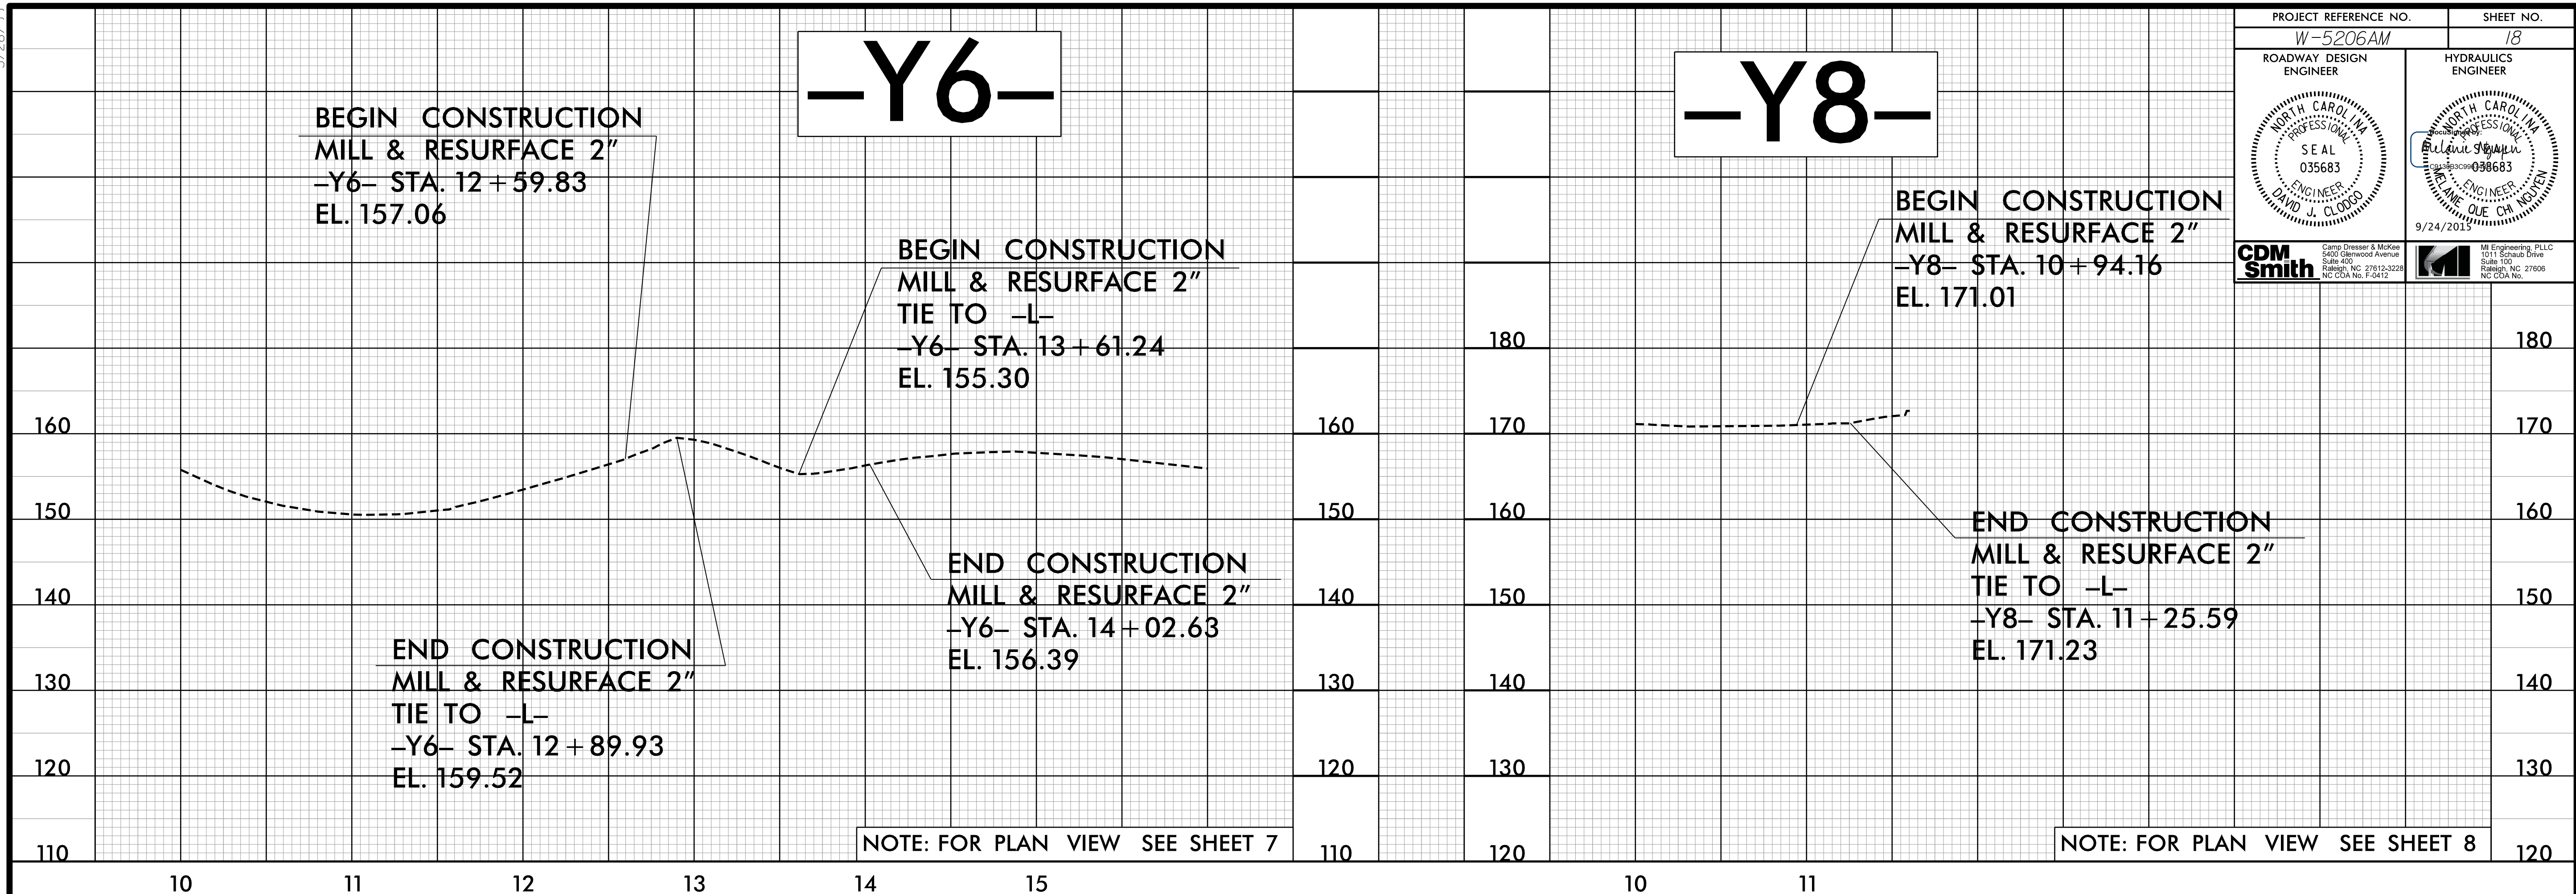 PROJECT REFERENCE NO.
SHEET NO.
W-5206AM
18
ROADWAY DESIGN
ENGINEER
HYDRAULICS
ENGINEER
NORTH CAROLINA
PROFESSIONAL
SEAL
035683
ENGINEER
DAVID J. CLODGO
NORTH CAROLINA
PROFESSIONAL
SEAL
038683
ENGINEER
MELANIE QUE CHI NGUYEN
9/24/2015
CDM
Smith
Camp Dresser & McKee
5400 Glenwood Avenue
Suite 400
Raleigh, NC 27612-3228
NC COA No. F-0412
MI Engineering, PLLC
1011 Schaub Drive
Suite 100
Raleigh, NC 27606
NC COA No.
–Y6–
BEGIN CONSTRUCTION
MILL & RESURFACE 2"
–Y6– STA. 12+59.83
EL. 157.06
BEGIN CONSTRUCTION
MILL & RESURFACE 2"
TIE TO –L–
–Y6– STA. 13+61.24
EL. 155.30
END CONSTRUCTION
MILL & RESURFACE 2"
–Y6– STA. 14+02.63
EL. 156.39
END CONSTRUCTION
MILL & RESURFACE 2"
TIE TO –L–
–Y6– STA. 12+89.93
EL. 159.52
NOTE: FOR PLAN VIEW SEE SHEET 7
160
150
140
130
120
110
160
150
140
130
120
110
10 11 12 13 14 15
–Y8–
BEGIN CONSTRUCTION
MILL & RESURFACE 2"
–Y8– STA. 10+94.16
EL. 171.01
END CONSTRUCTION
MILL & RESURFACE 2"
TIE TO –L–
–Y8– STA. 11+25.59
EL. 171.23
NOTE: FOR PLAN VIEW SEE SHEET 8
180
170
160
150
140
130
120
180
170
160
150
140
130
120
10 11